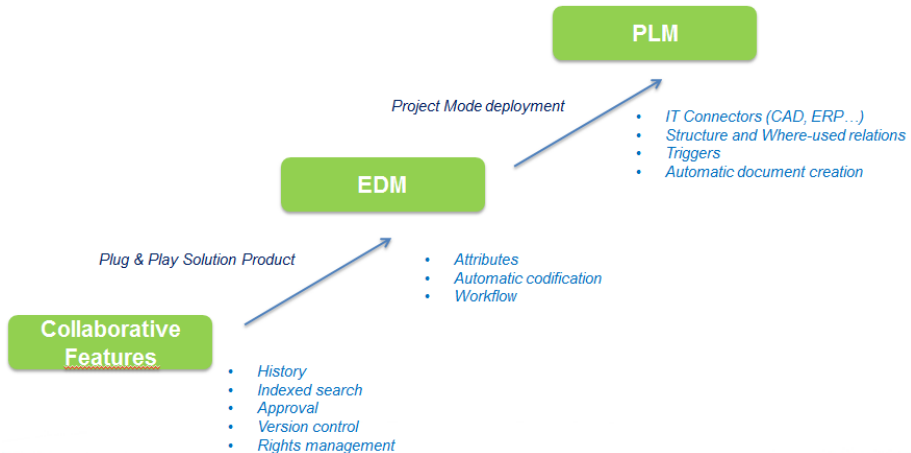 PLM
Project Mode deployment
• IT Connectors (CAD, ERP…)
• Structure and Where-used relations
• Triggers
• Automatic document creation
EDM
Plug & Play Solution Product
• Attributes
• Automatic codification
• Workflow
Collaborative
Features
• History
• Indexed search
• Approval
• Version control
• Rights management